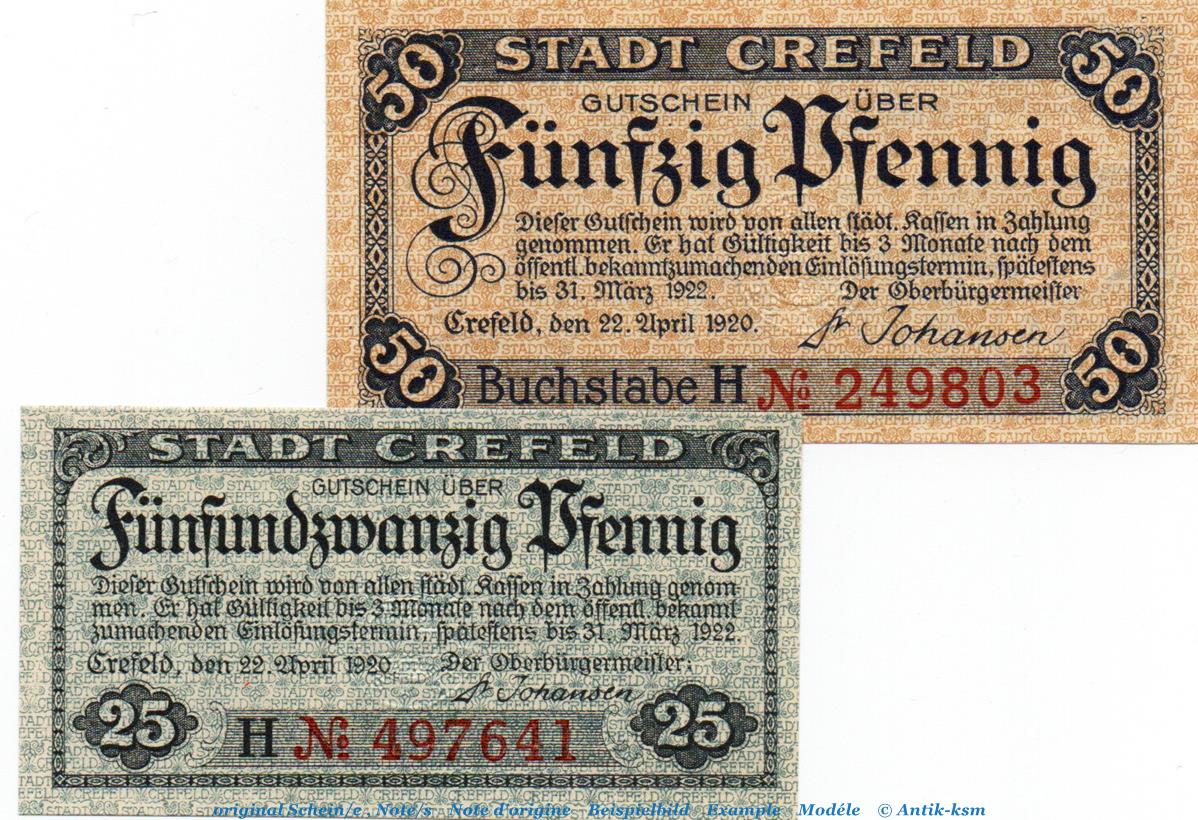 50 STADT CREFELD 50
GUTSCHEIN ÜBER
Fünfzig Pfennig
Dieser Gutschein wird von allen städt. Kassen in Zahlung
genommen. Er hat Gültigkeit bis 3 Monate nach dem
öffentl. bekanntzumachenden Einlösungstermin, spätestens
bis 31. März 1922. Der Oberbürgermeister
Crefeld, den 22. April 1920. Dr Johansen
50 Buchstabe H № 249803 50
STADT CREFELD
GUTSCHEIN ÜBER
Fünfundzwanzig Pfennig
Dieser Gutschein wird von allen städt. Kassen in Zahlung genom
men. Er hat Gültigkeit bis 3 Monate nach dem öffentl. bekannt
zumachenden Einlösungstermin, spätestens bis 31. März 1922.
Crefeld, den 22. April 1920 Der Oberbürgermeister:
Dr Johansen
25 H № 497641 25
original Schein/e , Note/s Note d'origine Beispielbild Example Modéle © Antik-ksm